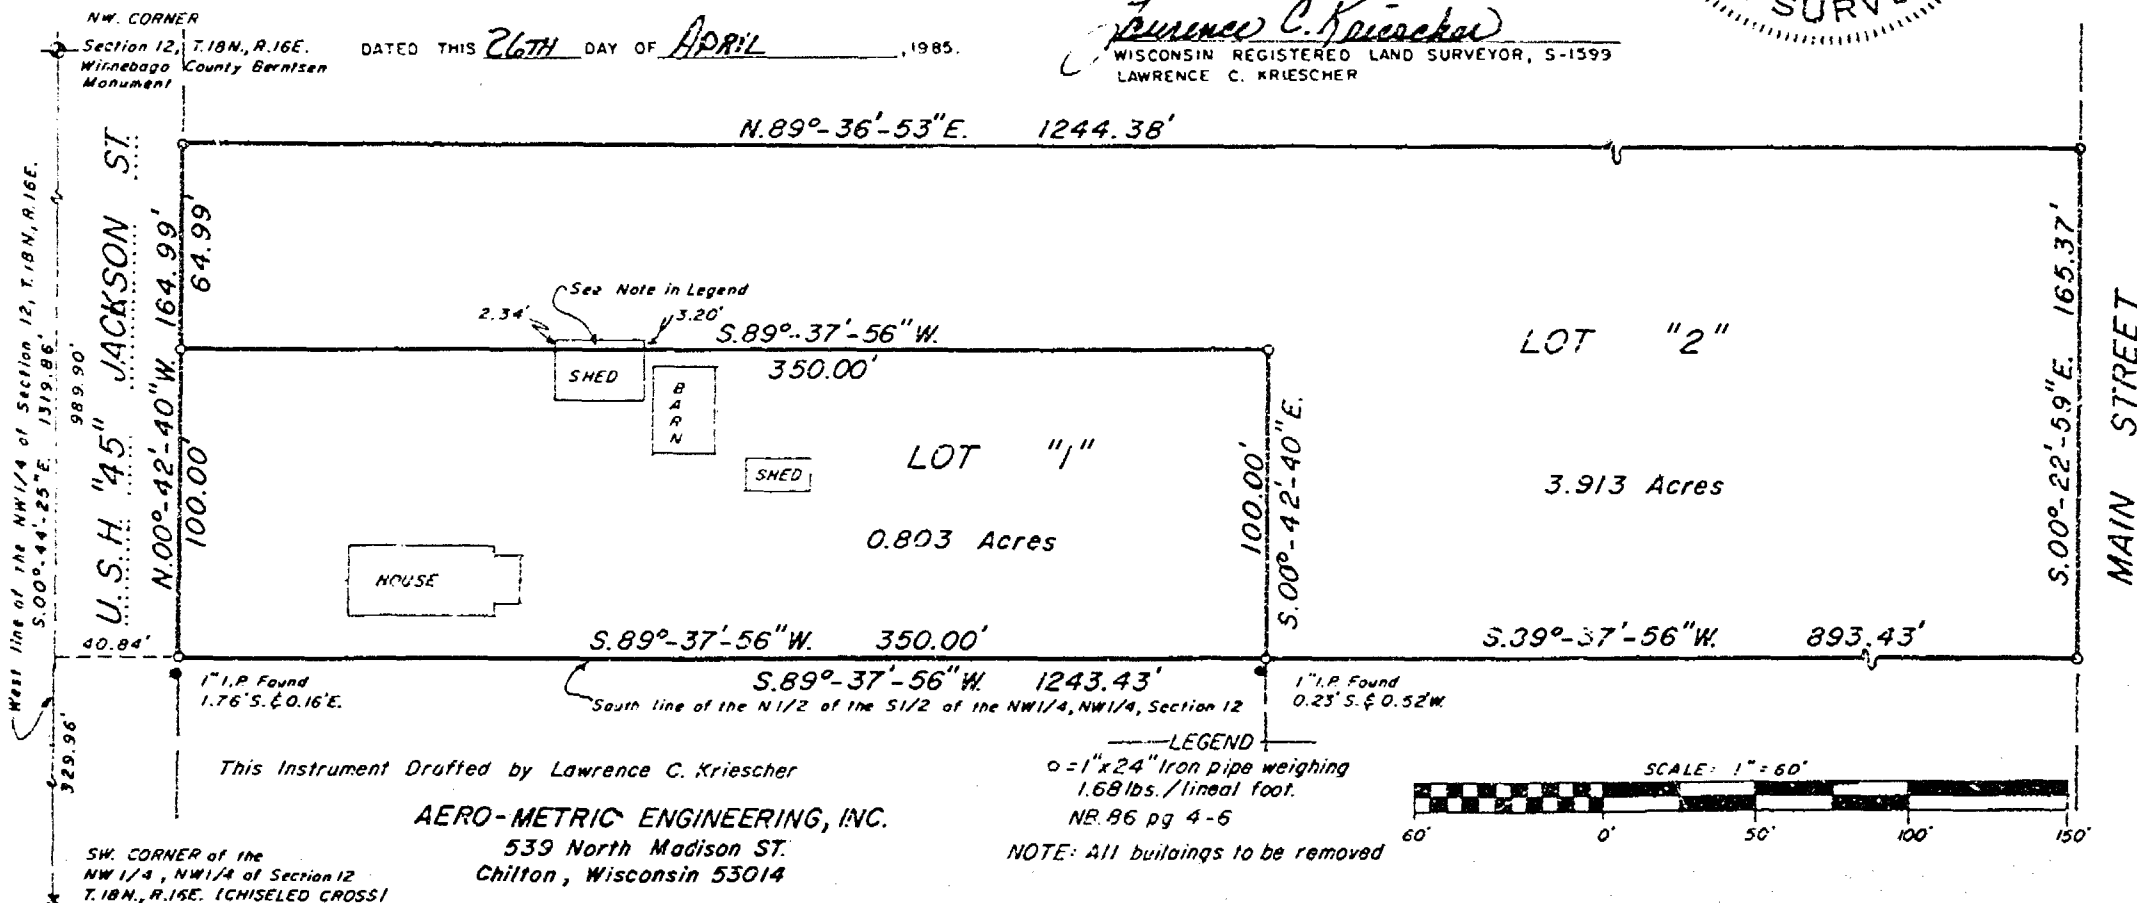 NW. CORNER
Section 12, T.18N., R.16E.
Winnebago County Berntsen
Monument
DATED THIS 26TH DAY OF APRIL, 1985.
Lawrence C. Kriescher
WISCONSIN REGISTERED LAND SURVEYOR, S-1599
LAWRENCE C. KRIESCHER
SURV
N.89°-36'-53"E. 1244.38'
West line of the NW1/4 of Section 12, T.18N, R.16E.
S.00°-44'-25"E. 1319.86'
989.90'
U.S.H. "45" JACKSON ST.
N.00°-42'-40"W. 164.99'
64.99'
100.00'
See Note in Legend
2.34'
3.20'
S.89°-37'-56"W.
350.00'
SHED
BARN
SHED
LOT "1"
0.803 Acres
HOUSE
100.00'
S.00°-42'-40"E.
LOT "2"
3.913 Acres
S.00°-22'-59"E. 165.37'
MAIN STREET
40.84'
S.89°-37'-56"W. 350.00'
S.39°-37'-56"W. 893.43'
1" I.P. Found
1.76'S.&0.16'E.
S.89°-37'-56"W. 1243.43'
South line of the N1/2 of the S1/2 of the NW1/4, NW1/4, Section 12
1" I.P. Found
0.23'S.& 0.52'W.
329.96'
This Instrument Drafted by Lawrence C. Kriescher
AERO-METRIC ENGINEERING, INC.
539 North Madison ST.
Chilton, Wisconsin 53014
LEGEND
o = 1"x24" Iron pipe weighing
1.68 lbs./lineal foot.
NB. 86 pg 4-6
NOTE: All buildings to be removed
SCALE: 1" = 60'
60' 0' 50' 100' 150'
SW. CORNER of the
NW1/4, NW1/4 of Section 12
T.18N., R.16E. (CHISELED CROSS)